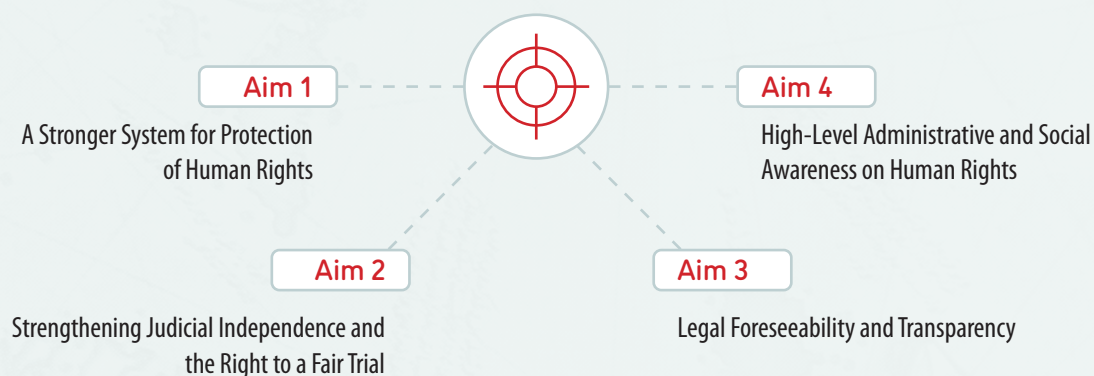 Aim 1
A Stronger System for Protection
of Human Rights
Aim 2
Strengthening Judicial Independence and
the Right to a Fair Trial
Aim 3
Legal Foreseeability and Transparency
Aim 4
High-Level Administrative and Social
Awareness on Human Rights